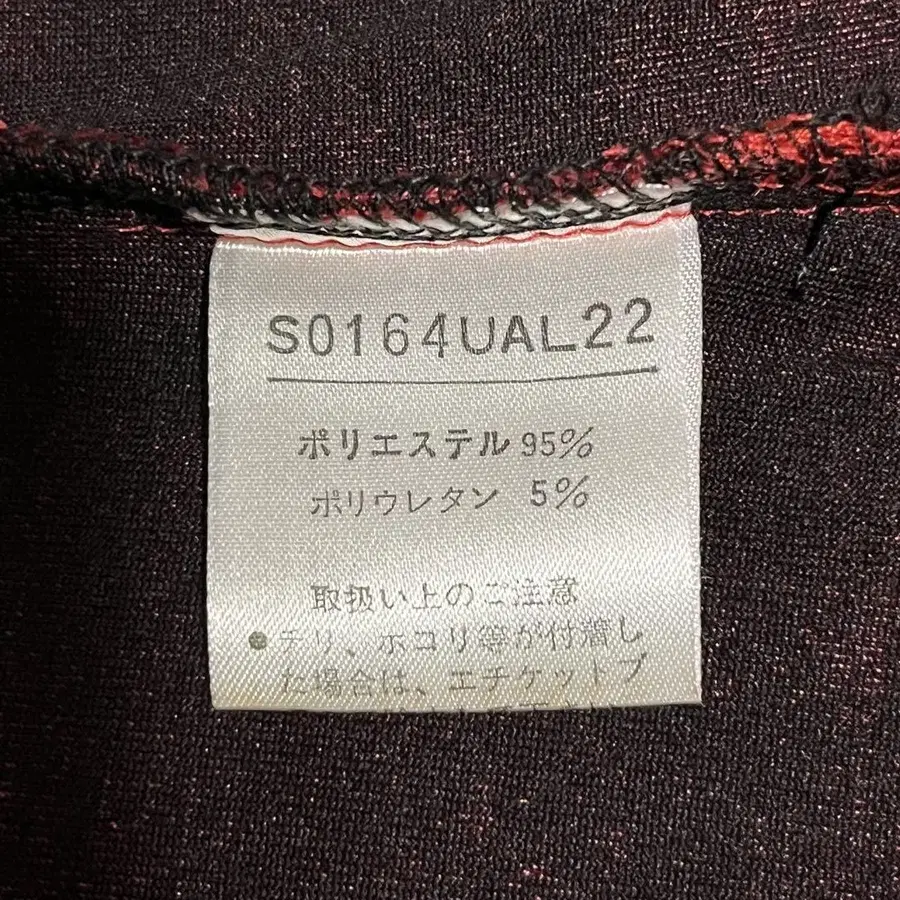 S0164UAL22
ポリエステル 95%
ポリウレタン 5%
取扱い上のご注意
●チリ、ホコリ等が付着し
た場合は、エチケットブ